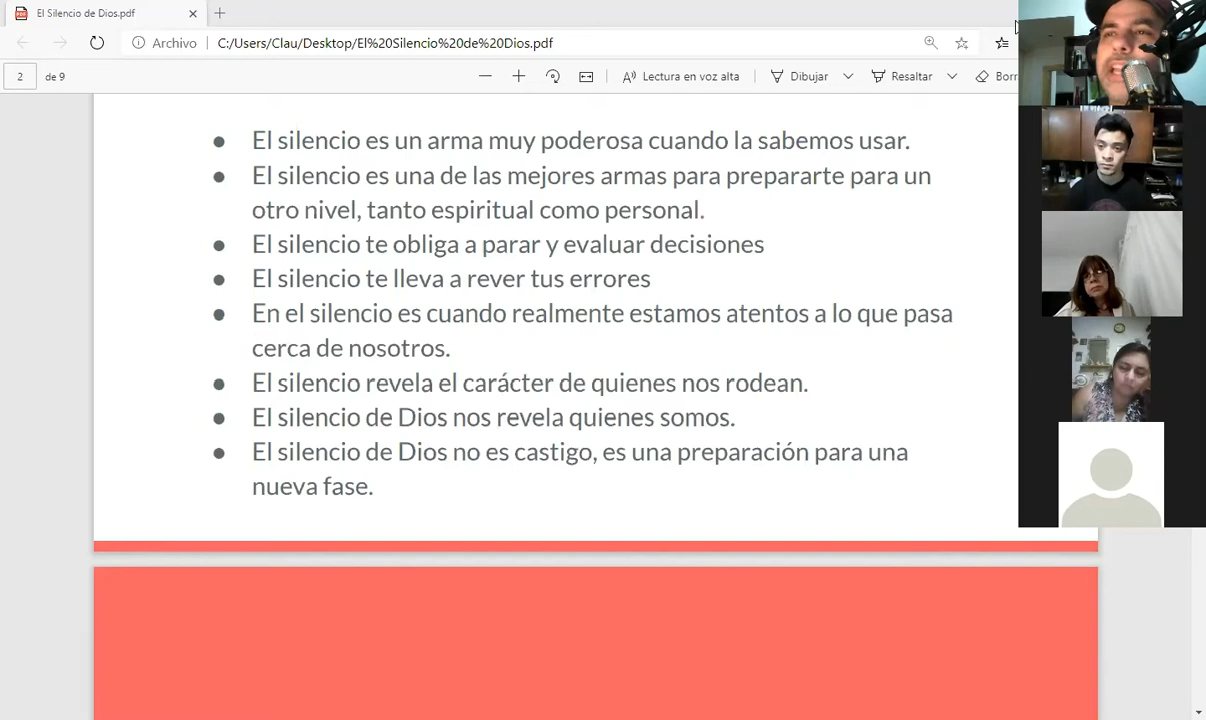 El Silencio de Dios.pdf
Archivo C:/Users/Clau/Desktop/El%20Silencio%20de%20Dios.pdf
2 de 9 Lectura en voz alta Dibujar Resaltar Borr
● El silencio es un arma muy poderosa cuando la sabemos usar.
● El silencio es una de las mejores armas para prepararte para un
otro nivel, tanto espiritual como personal.
● El silencio te obliga a parar y evaluar decisiones
● El silencio te lleva a rever tus errores
● En el silencio es cuando realmente estamos atentos a lo que pasa
cerca de nosotros.
● El silencio revela el carácter de quienes nos rodean.
● El silencio de Dios nos revela quienes somos.
● El silencio de Dios no es castigo, es una preparación para una
nueva fase.